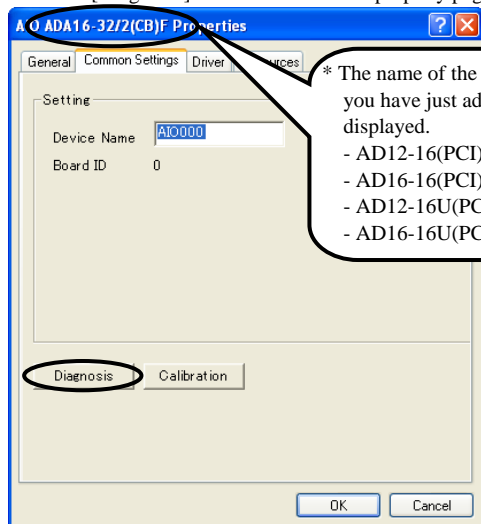 AIO ADA16-32/2(CB)F Properties
General Common Settings Driver
* The name of the
you have just
displayed.
- AD12-16(PCI)
- AD16-16(PCI)
- AD12-16U(PC
- AD16-16U(PC
Setting
Device Name AIO000
Board ID 0
Diagnosis Calibration
OK Cancel